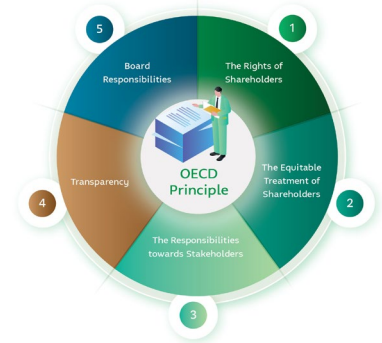 5
1
Board
Responsibilities
The Rights of
Shareholders
OECD
Principle
Transparency
The Equitable
Treatment of
Shareholders
4
2
The Responsibilities
towards Stakeholders
3